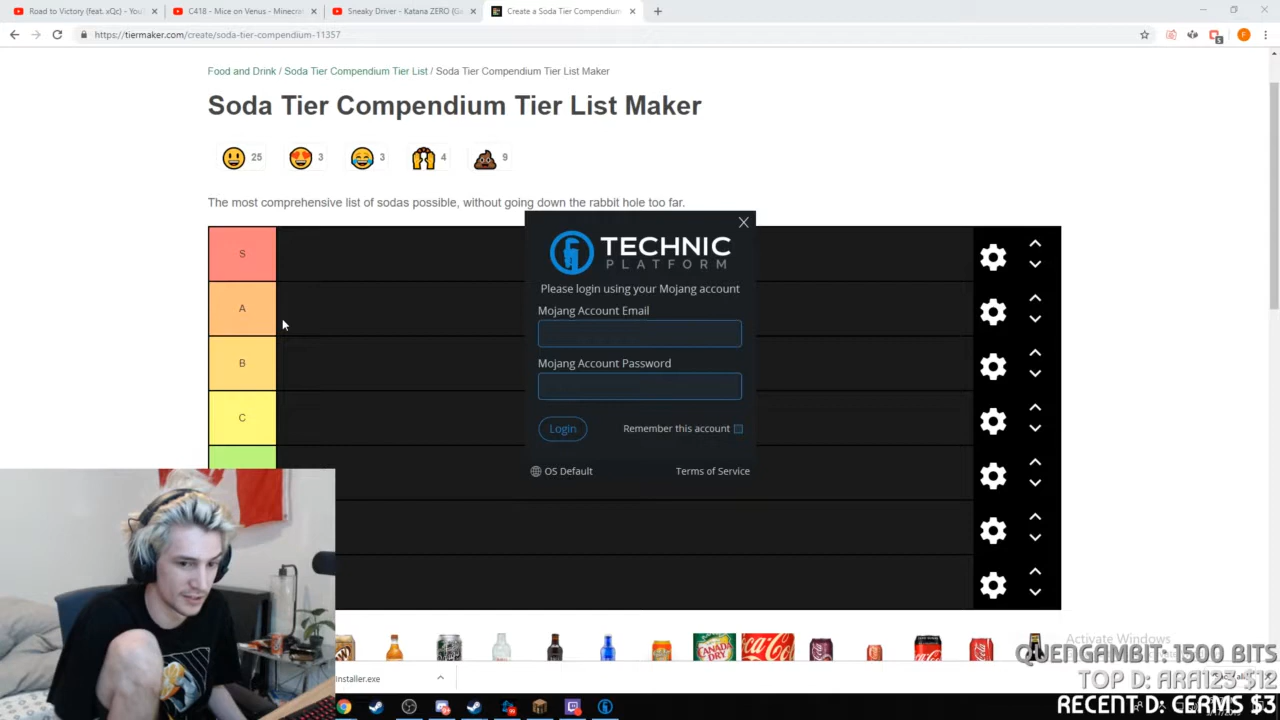 Road to Victory (feat. xQc) - You
C418 - Mice on Venus - Minecra
Sneaky Driver - Katana ZERO (Ga
Create a Soda Tier Compendium
https://tiermaker.com/create/soda-tier-compendium-11357
Food and Drink / Soda Tier Compendium Tier List / Soda Tier Compendium Tier List Maker
Soda Tier Compendium Tier List Maker
25 3 3 4 9
The most comprehensive list of sodas possible, without going down the rabbit hole too far.
S
A
B
C
TECHNIC
PLATFORM
Please login using your Mojang account
Mojang Account Email
Mojang Account Password
Login
Remember this account
OS Default
Terms of Service
CANADA
DRY
Coca-Cola
Activate Windows
nstaller.exe
QUENGAMBIT: 1500 BITS
TOP D: ARA123 $12
RECENT D: CERMS $3